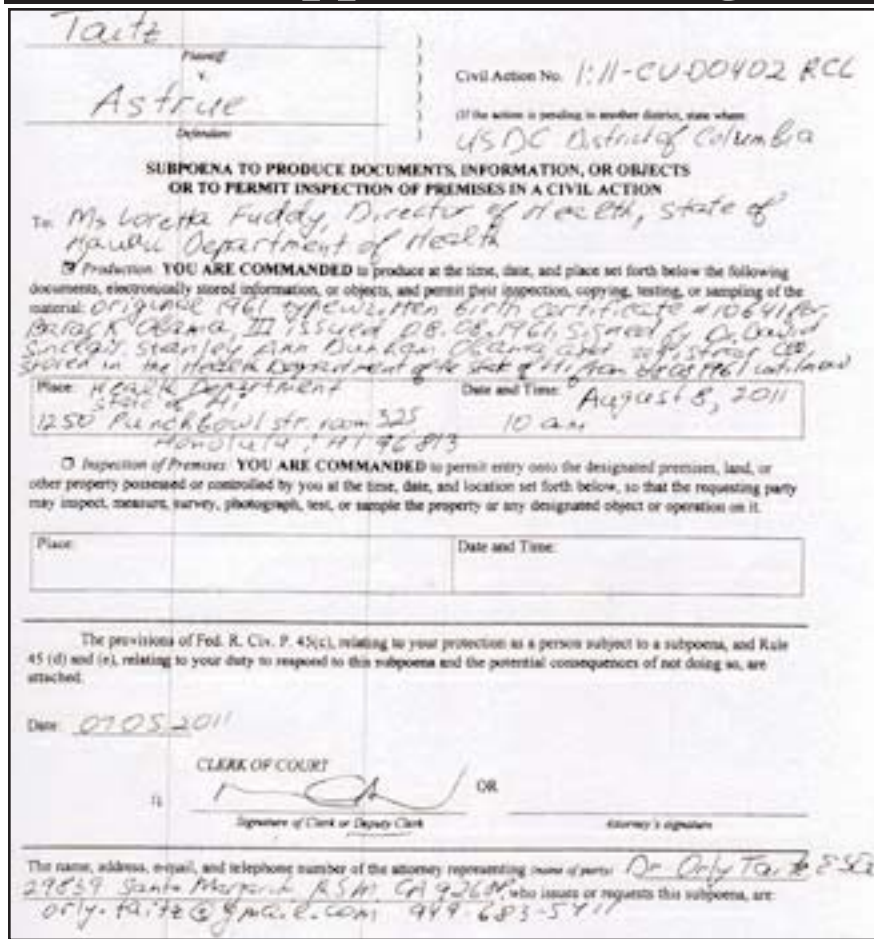 Taitz
Plaintiff
v.
Astrue
Defendant
)
)
)
)
)
Civil Action No. 1:11-CV-00402 RCL
(If the action is pending in another district, state where:
USDC District of Columbia
SUBPOENA TO PRODUCE DOCUMENTS, INFORMATION, OR OBJECTS
OR TO PERMIT INSPECTION OF PREMISES IN A CIVIL ACTION
To: Ms Loretta Fuddy, Director of Health, State of
Hawaii Department of Health
☑ Production: YOU ARE COMMANDED to produce at the time, date, and place set forth below the following
documents, electronically stored information, or objects, and permit their inspection, copying, testing, or sampling of the
material: original 1961 typewritten birth certificate #10641 for
Barack Obama, III issued 08.08.1961, signed by Dr. David
Sinclair, Stanley Ann Dunham Obama and registrar
stored in the Health Department of the State of HI from 08.08.1961 until now
Place: Health Department
State of HI
1250 Punchbowl str. room 325
Honolulu, HI 96813
Date and Time: August 8, 2011
10 am
☐ Inspection of Premises: YOU ARE COMMANDED to permit entry onto the designated premises, land, or
other property possessed or controlled by you at the time, date, and location set forth below, so that the requesting party
may inspect, measure, survey, photograph, test, or sample the property or any designated object or operation on it.
Place:
Date and Time:
The provisions of Fed. R. Civ. P. 45(c), relating to your protection as a person subject to a subpoena, and Rule
45 (d) and (e), relating to your duty to respond to this subpoena and the potential consequences of not doing so, are
attached.
Date: 07.05.2011
CLERK OF COURT
OR
Signature of Clerk or Deputy Clerk
Attorney's signature
The name, address, e-mail, and telephone number of the attorney representing (name of party) Dr Orly Taitz ESQ
29839 Santa Margarita RSM CA, who issues or requests this subpoena, are:
orly.taitz@gmail.com 949-683-5411